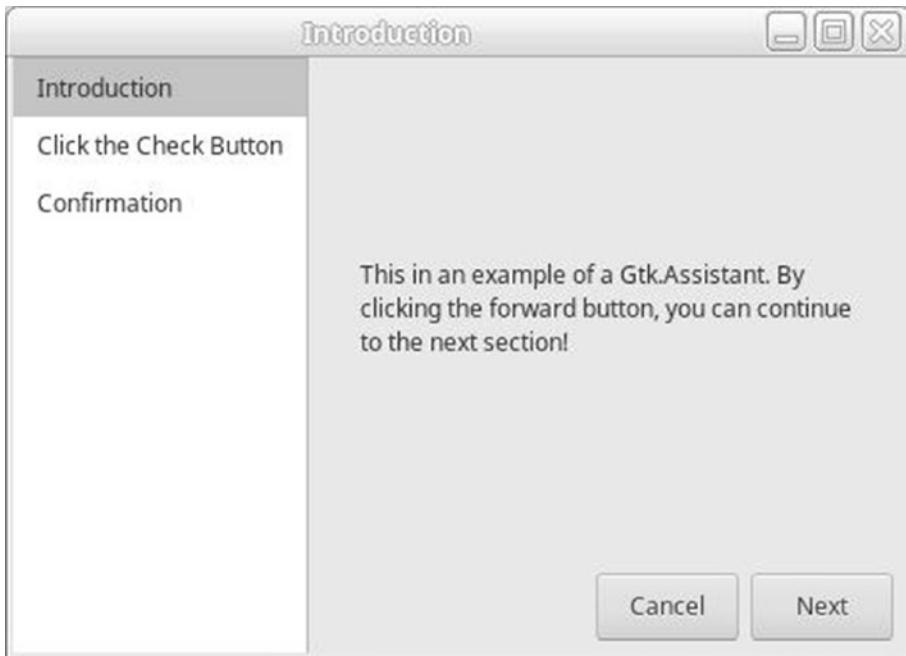 Introduction
Introduction
Click the Check Button
Confirmation
This in an example of a Gtk.Assistant. By
clicking the forward button, you can continue
to the next section!
Cancel
Next